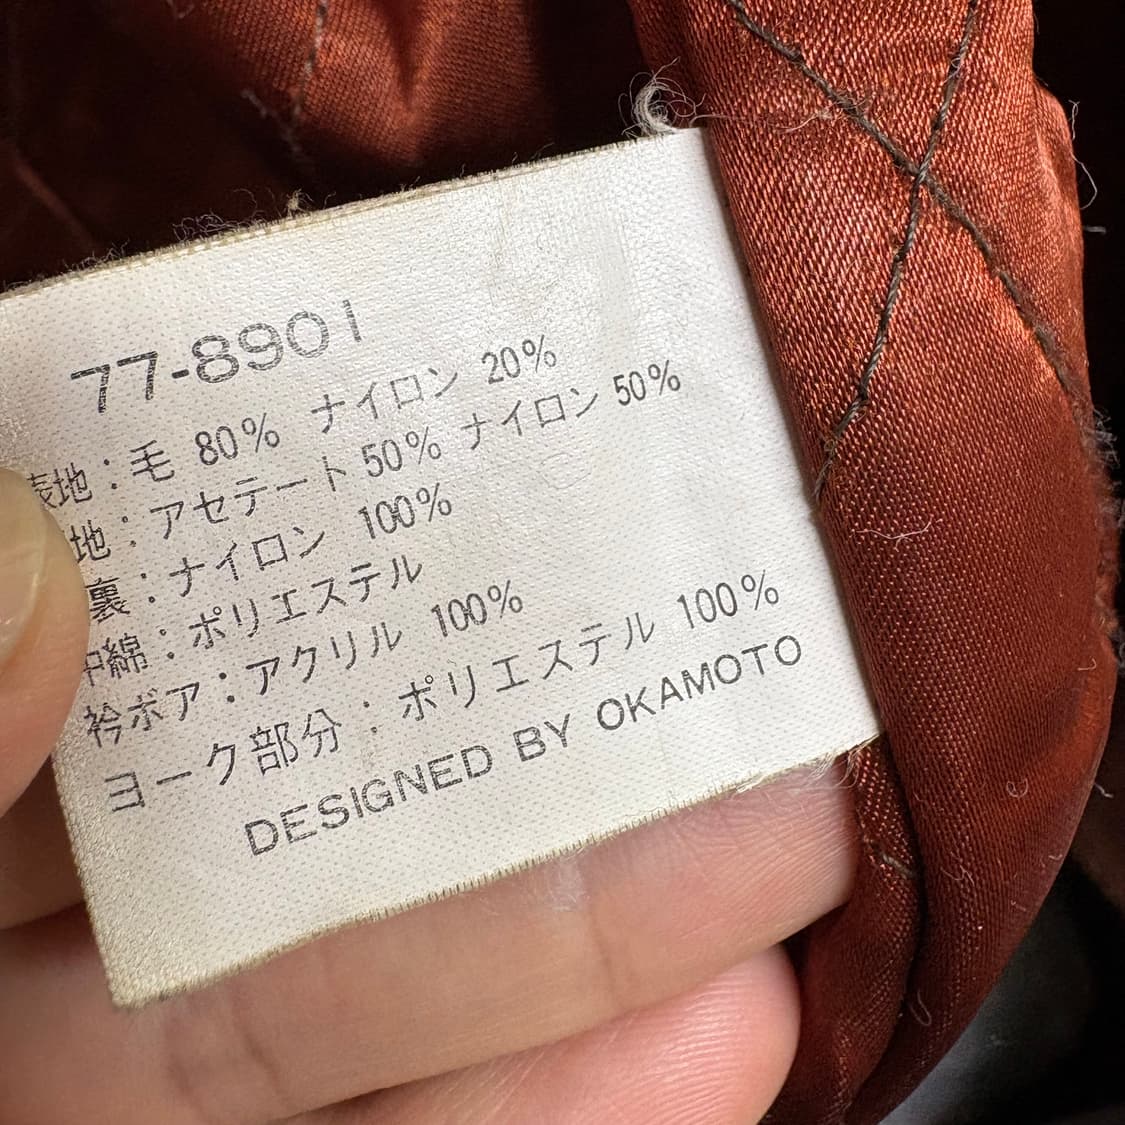 77-8901
表地：毛 80% ナイロン 20%
地：アセテート 50% ナイロン 50%
裏：ナイロン 100%
中綿：ポリエステル
衿ボア：アクリル 100%
ヨーク部分：ポリエステル 100%
DESIGNED BY OKAMOTO